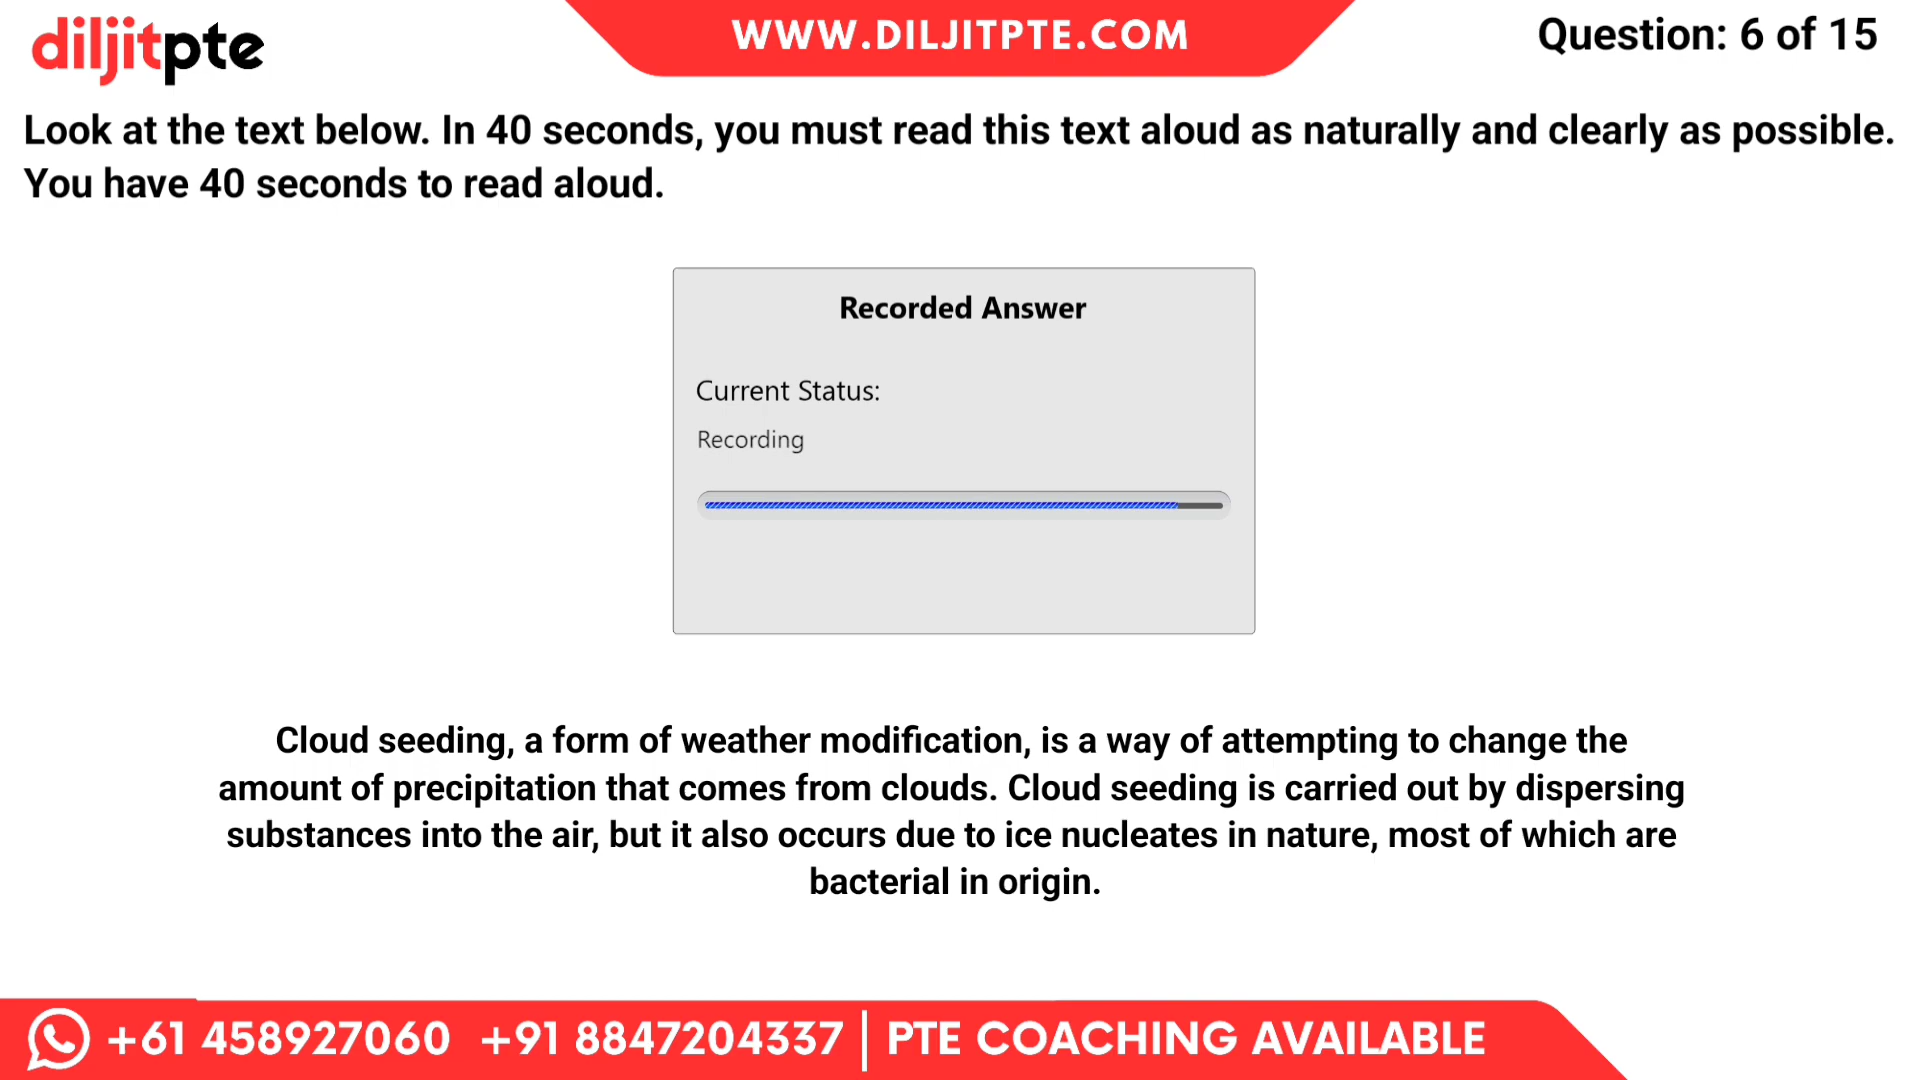 diljitpte
WWW.DILJITPTE.COM
Question: 6 of 15
Look at the text below. In 40 seconds, you must read this text aloud as naturally and clearly as possible.
You have 40 seconds to read aloud.
Recorded Answer
Current Status:
Recording
Cloud seeding, a form of weather modification, is a way of attempting to change the
amount of precipitation that comes from clouds. Cloud seeding is carried out by dispersing
substances into the air, but it also occurs due to ice nucleates in nature, most of which are
bacterial in origin.
+61 458927060 +91 8847204337 | PTE COACHING AVAILABLE